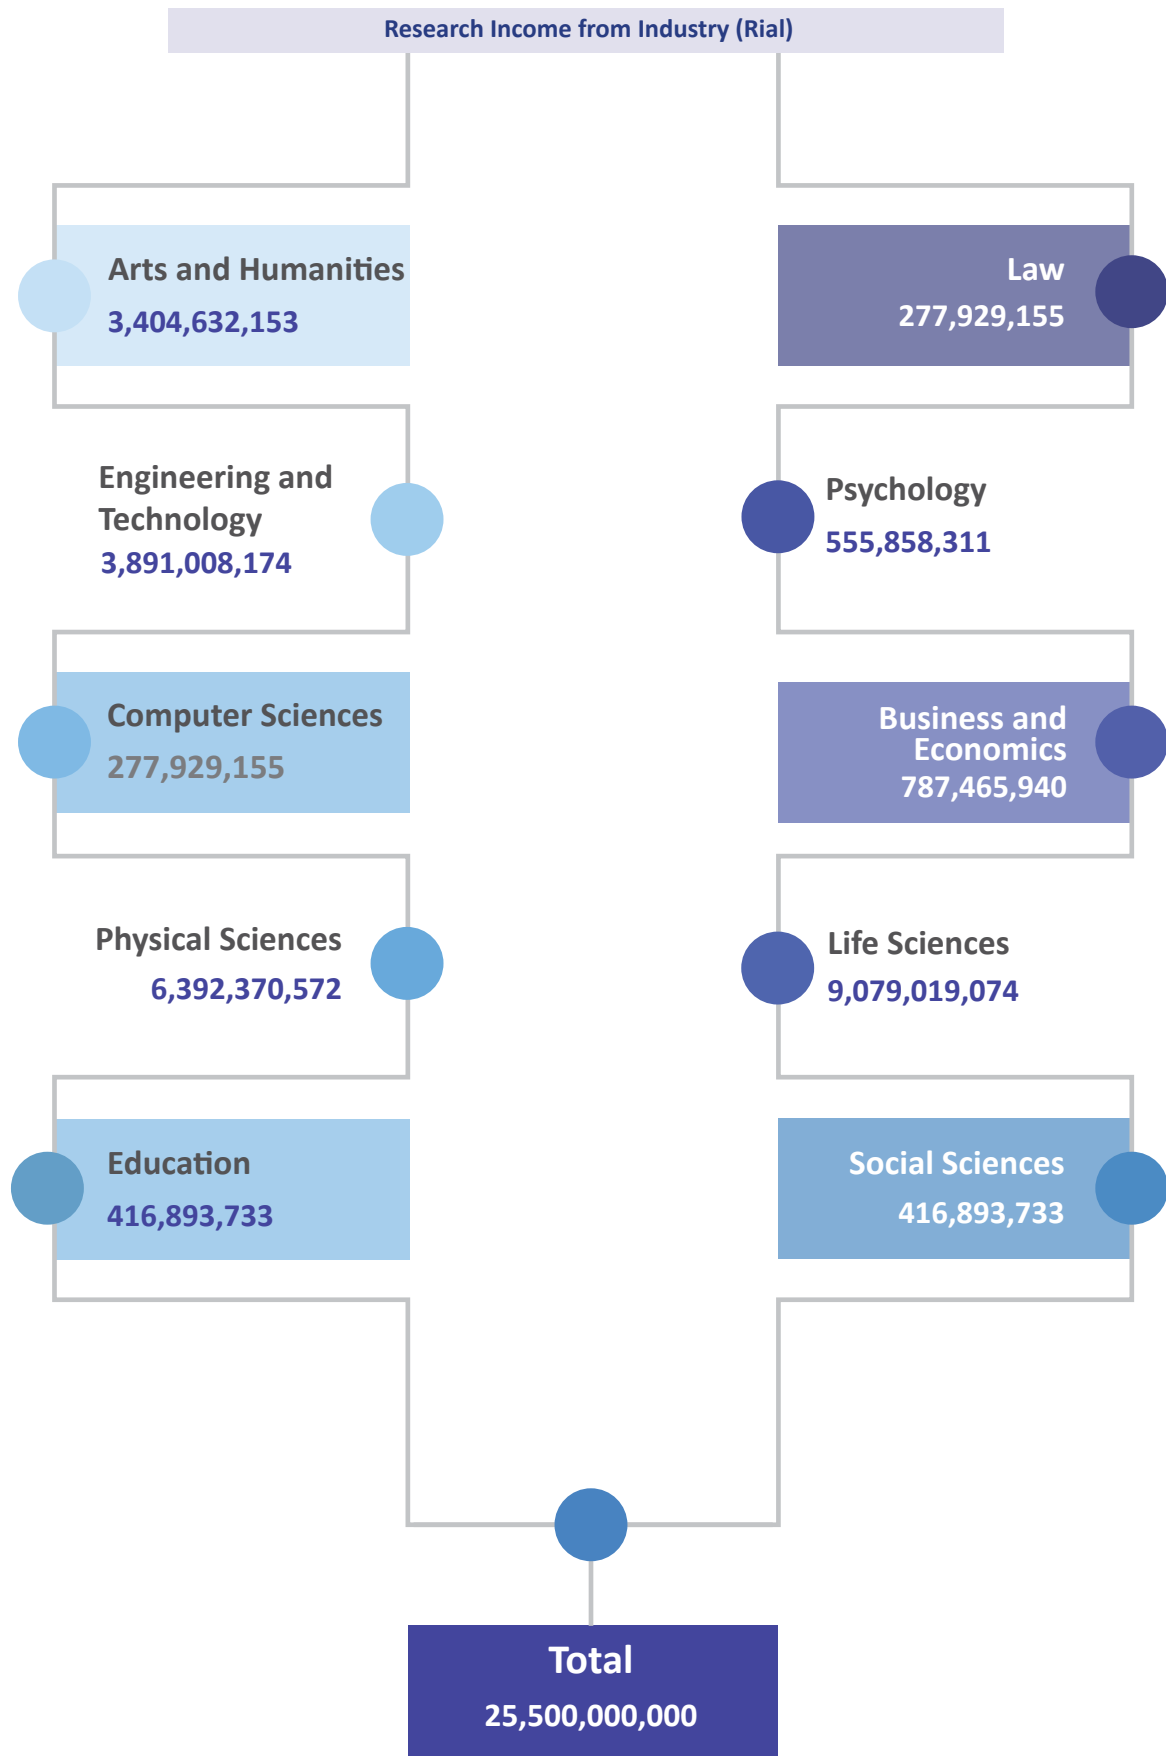 Research Income from Industry (Rial)
Arts and Humanities
3,404,632,153
Engineering and
Technology
3,891,008,174
Computer Sciences
277,929,155
Physical Sciences
6,392,370,572
Education
416,893,733
Law
277,929,155
Psychology
555,858,311
Business and
Economics
787,465,940
Life Sciences
9,079,019,074
Social Sciences
416,893,733
Total
25,500,000,000